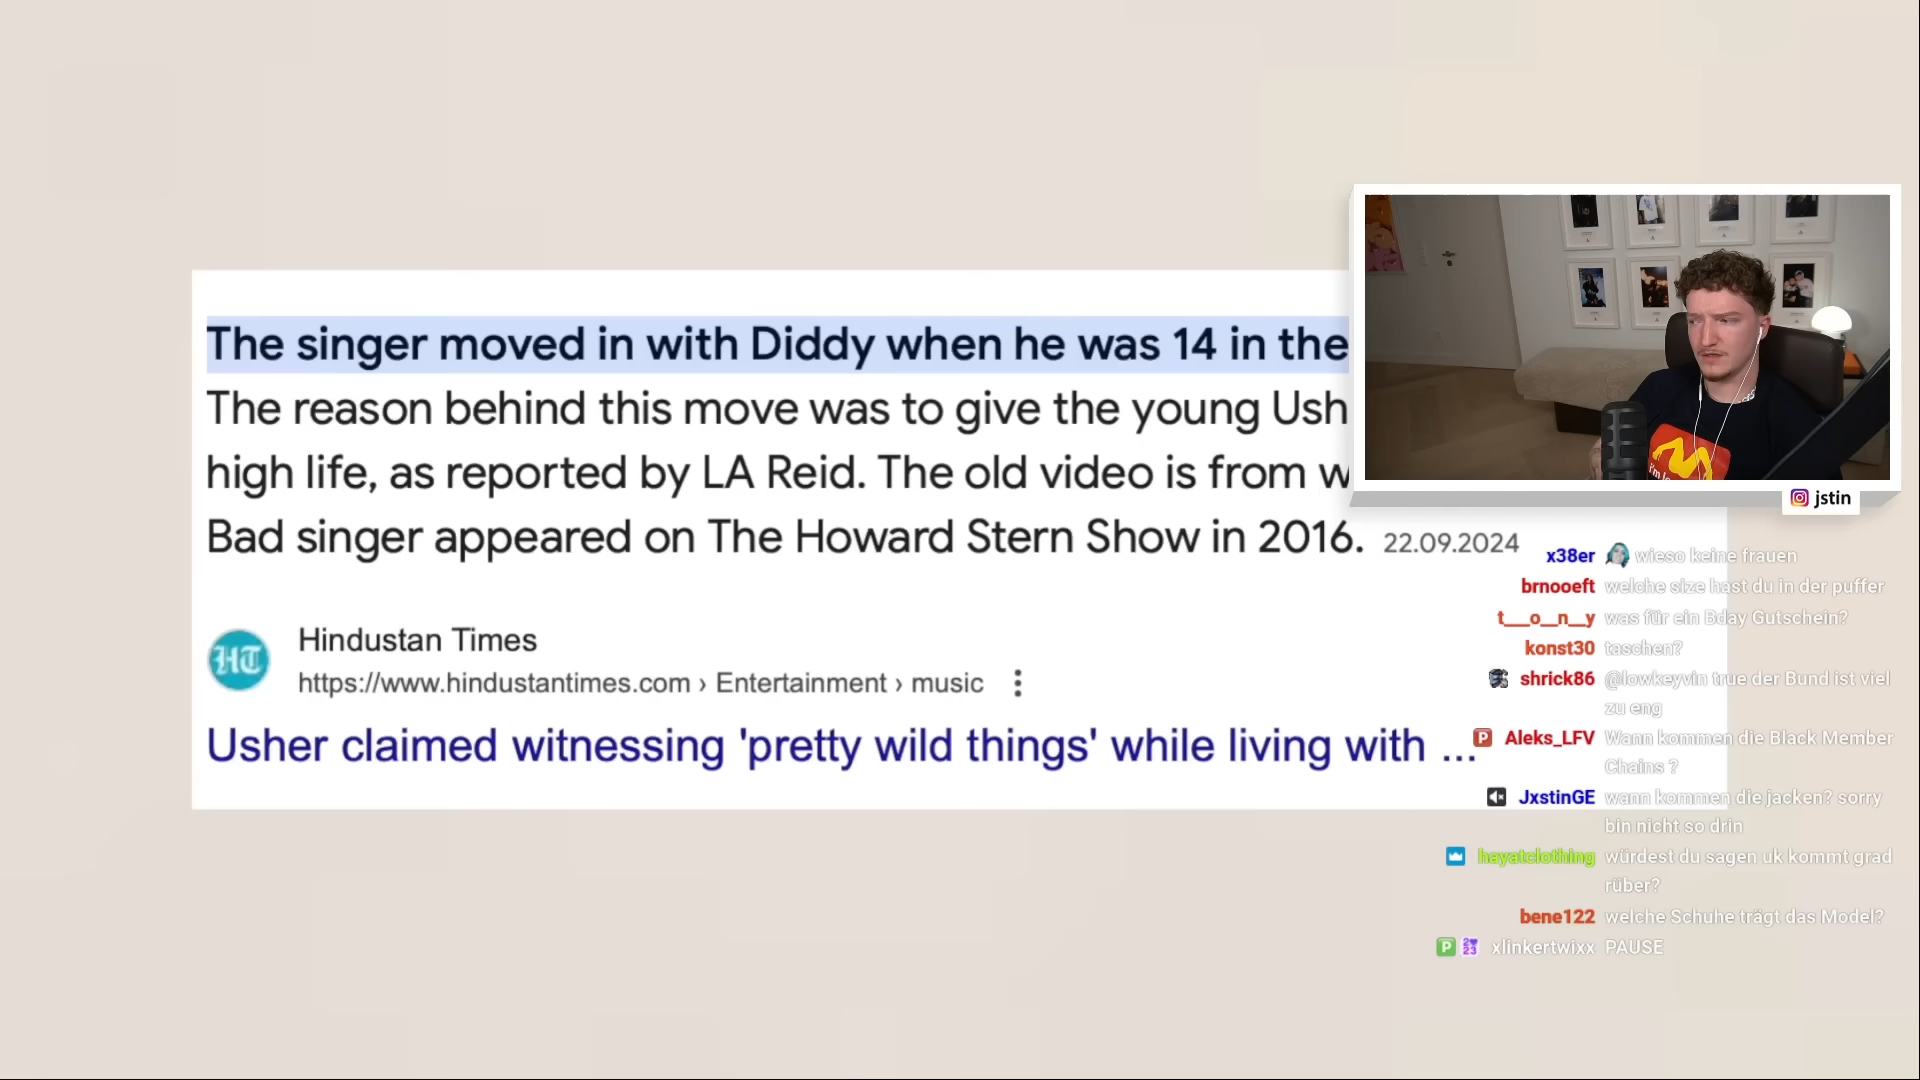 The singer moved in with Diddy when he was 14 in the
The reason behind this move was to give the young Ush
high life, as reported by LA Reid. The old video is from w
Bad singer appeared on The Howard Stern Show in 2016. 22.09.2024
HT
Hindustan Times
https://www.hindustantimes.com › Entertainment › music
Usher claimed witnessing 'pretty wild things' while living with ...
jstin
x38er wieso keine frauen
brnooeft welche size hast du in der puffer
t__o__n__y was für ein Bday Gutschein?
konst30 taschen?
shrick86 @lowkeyvin true der Bund ist viel
zu eng
P Aleks_LFV Wann kommen die Black Member
Chains ?
JxstinGE wann kommen die jacken? sorry
bin nicht so drin
hayatclothing würdest du sagen uk kommt grad
rüber?
bene122 welche Schuhe trägt das Model?
P xlinkertwixx PAUSE